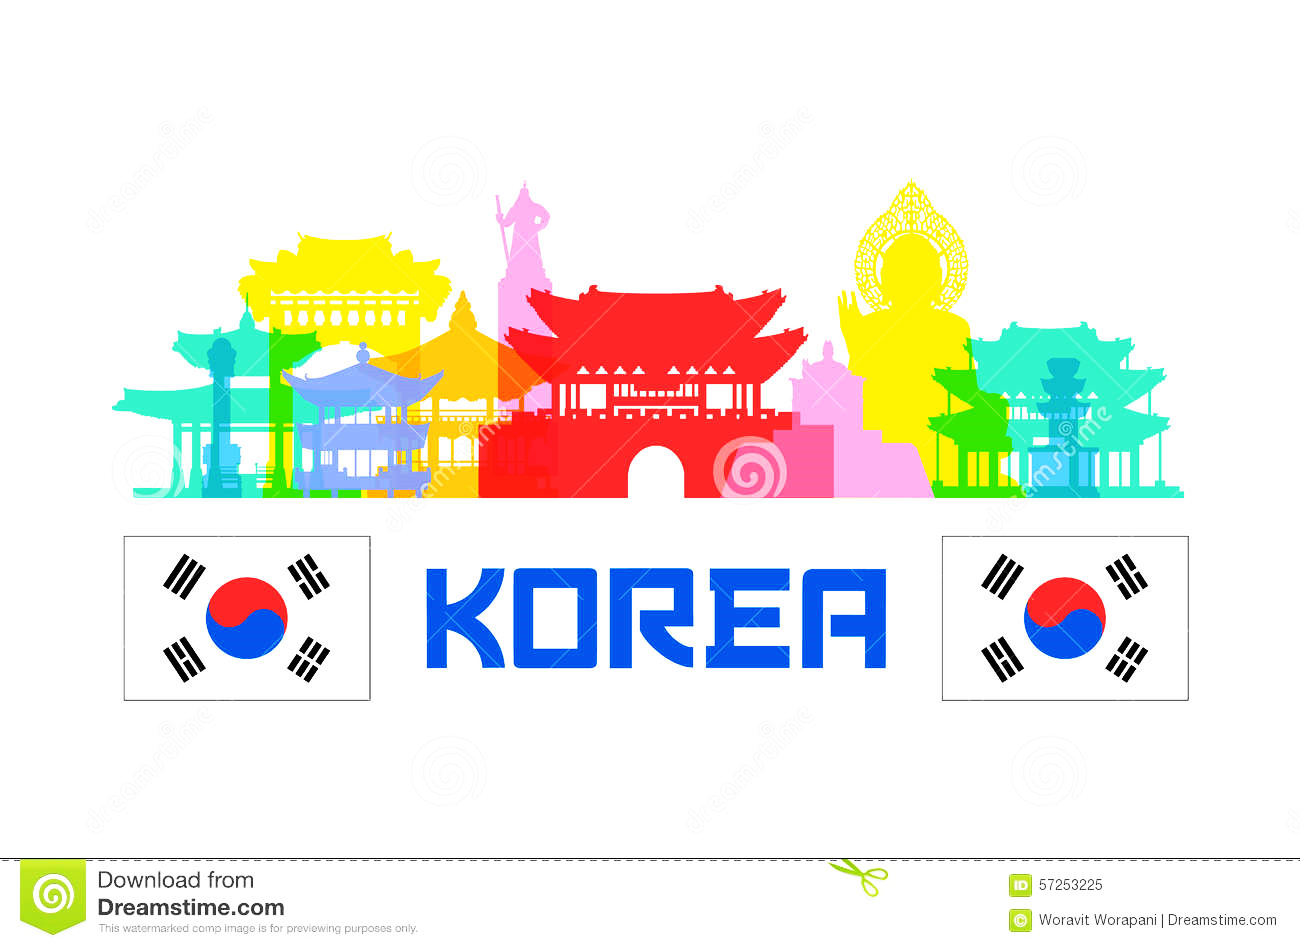 KOREA
Download from
Dreamstime.com
This watermarked comp image is for previewing purposes only.
ID 57253225
© Woravit Worapani | Dreamstime.com